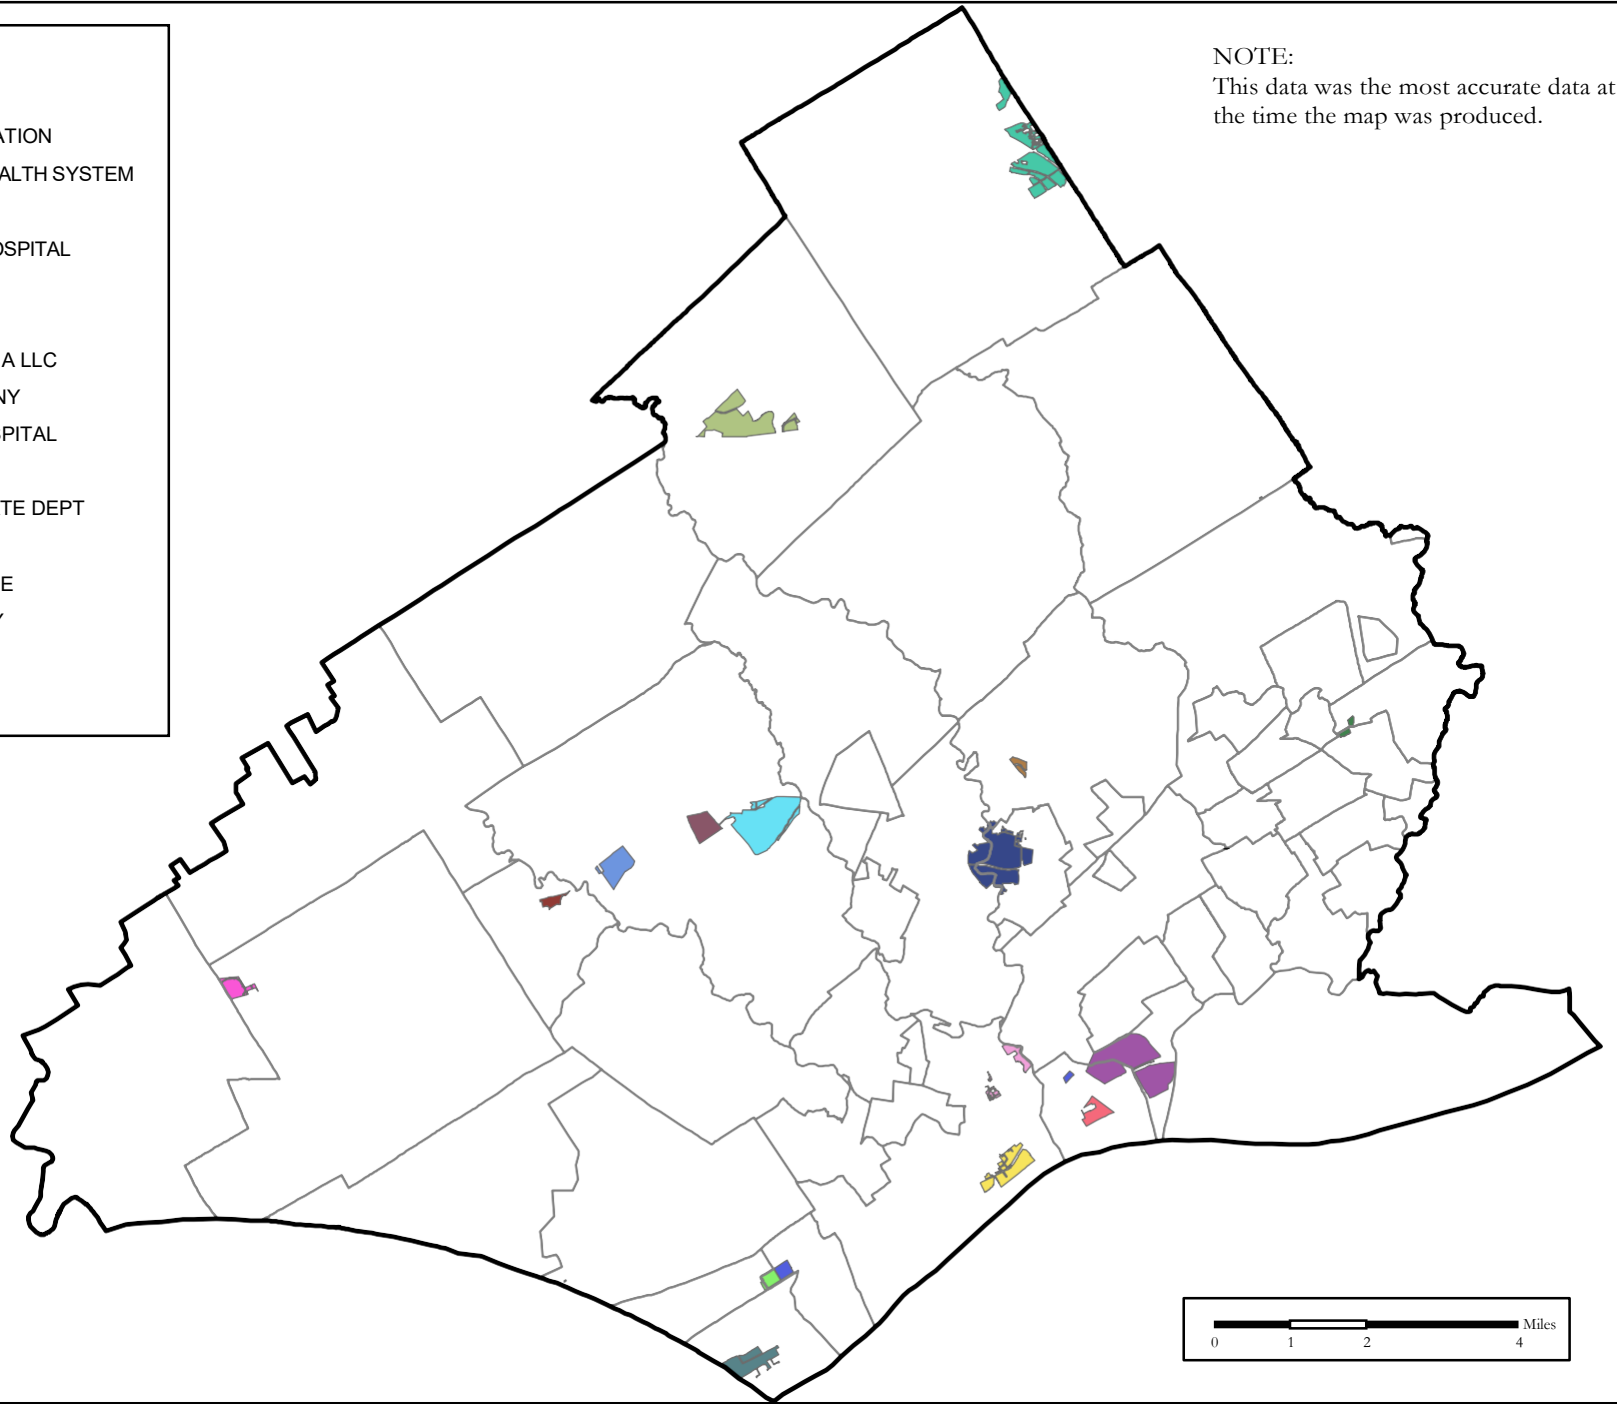 NOTE:
This data was the most accurate data at
the time the map was produced.
ATION
ALTH SYSTEM
OSPITAL
A LLC
NY
SPITAL
TE DEPT
E
Y
Miles
0 1 2 4